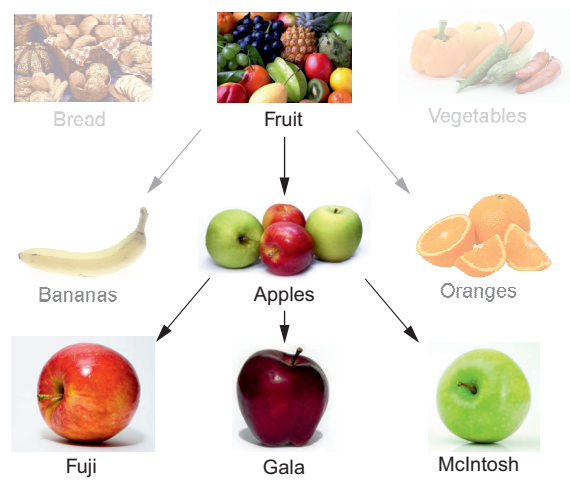 Bread
Fruit
Vegetables
Bananas
Apples
Oranges
Fuji
Gala
McIntosh